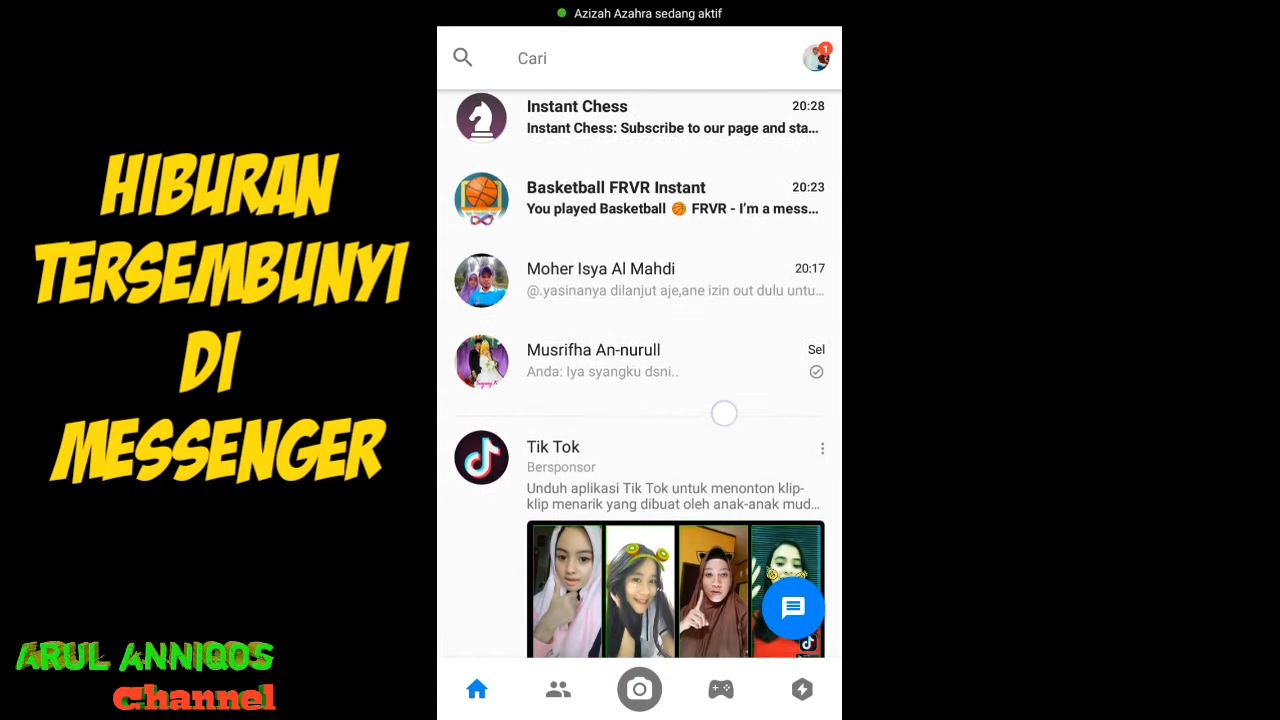 Azizah Azahra sedang aktif
Cari
1
Instant Chess
20:28
Instant Chess: Subscribe to our page and sta...
Basketball FRVR Instant
20:23
You played Basketball 🏀 FRVR - I'm a mess...
Moher Isya Al Mahdi
20:17
@.yasinanya dilanjut aje,ane izin out dulu untu...
Musrifha An-nurull
Sel
Anda: Iya syangku dsni..
Tik Tok
Bersponsor
Unduh aplikasi Tik Tok untuk menonton klip-
klip menarik yang dibuat oleh anak-anak mud...
HIBURAN
TERSEMBUNYI
DI
MESSENGER
ARUL ANNIQOS
Channel